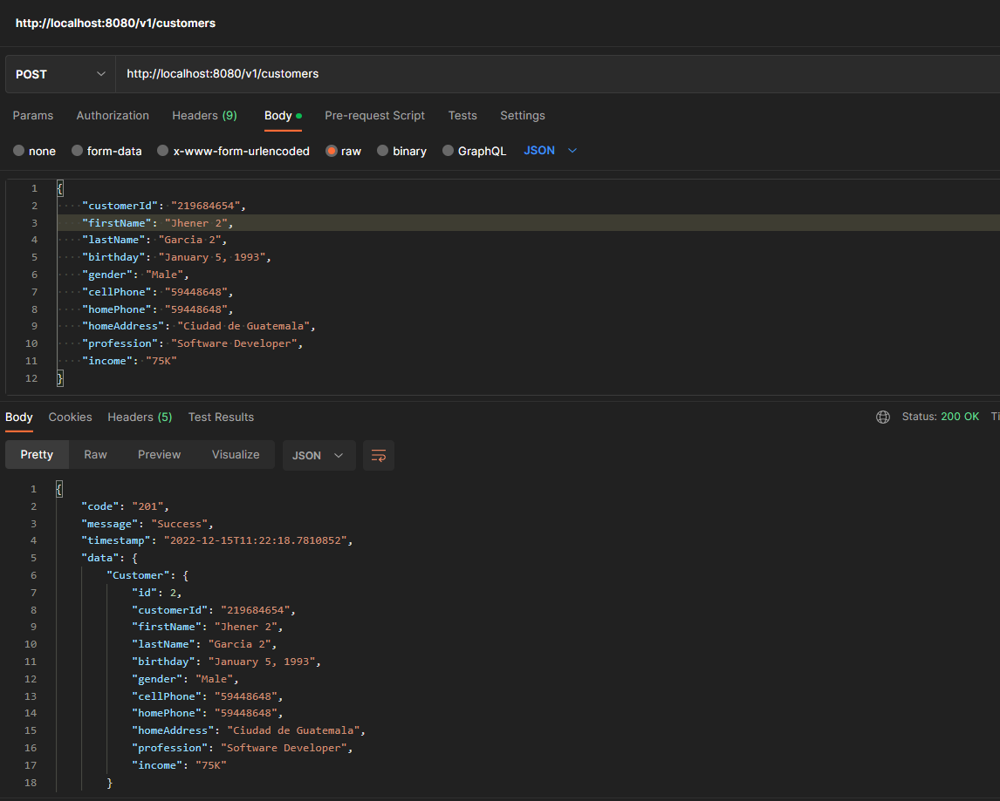 http://localhost:8080/v1/customers
POST http://localhost:8080/v1/customers
Params Authorization Headers (9) Body Pre-request Script Tests Settings
none form-data x-www-form-urlencoded raw binary GraphQL JSON
1 {
2 "customerId": "219684654",
3 "firstName": "Jhener 2",
4 "lastName": "Garcia 2",
5 "birthday": "January 5, 1993",
6 "gender": "Male",
7 "cellPhone": "59448648",
8 "homePhone": "59448648",
9 "homeAddress": "Ciudad de Guatemala",
10 "profession": "Software Developer",
11 "income": "75K"
12 }
Body Cookies Headers (5) Test Results Status: 200 OK Ti
Pretty Raw Preview Visualize JSON
1 {
2 "code": "201",
3 "message": "Success",
4 "timestamp": "2022-12-15T11:22:18.7810852",
5 "data": {
6 "Customer": {
7 "id": 2,
8 "customerId": "219684654",
9 "firstName": "Jhener 2",
10 "lastName": "Garcia 2",
11 "birthday": "January 5, 1993",
12 "gender": "Male",
13 "cellPhone": "59448648",
14 "homePhone": "59448648",
15 "homeAddress": "Ciudad de Guatemala",
16 "profession": "Software Developer",
17 "income": "75K"
18 }